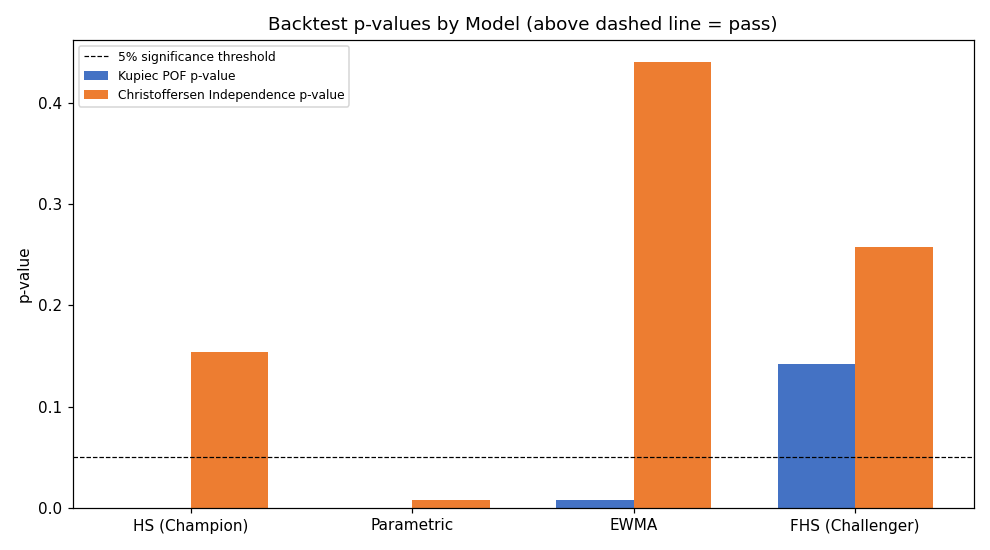 Backtest p-values by Model (above dashed line = pass)
5% significance threshold
Kupiec POF p-value
Christoffersen Independence p-value
p-value
0.4
0.3
0.2
0.1
0.0
HS (Champion)
Parametric
EWMA
FHS (Challenger)